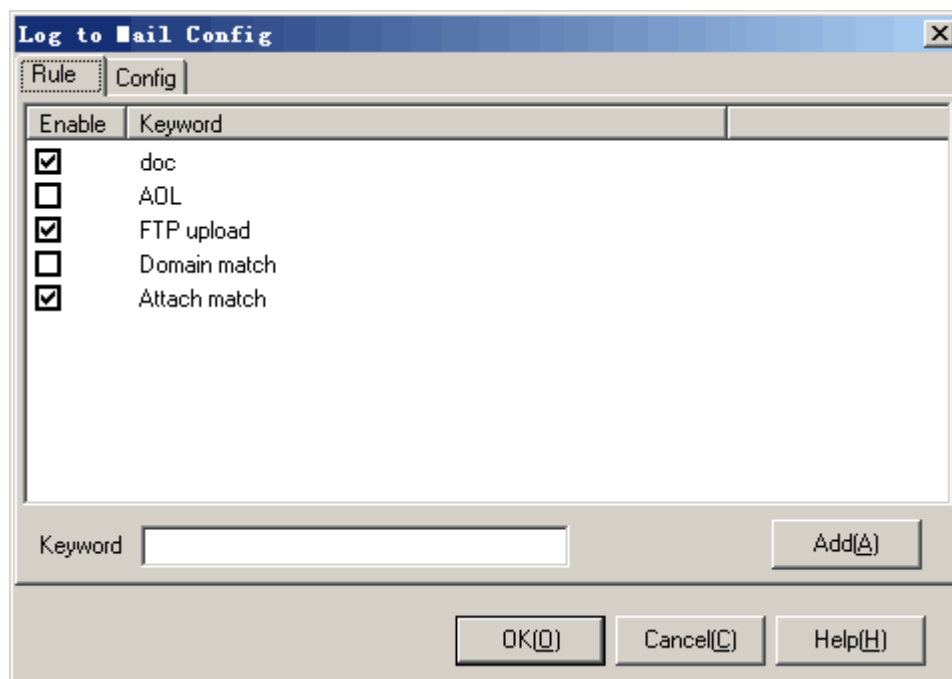 Log to Mail Config
Rule Config
Enable Keyword
doc
AOL
FTP upload
Domain match
Attach match
Keyword Add(A)
OK(O) Cancel(C) Help(H)